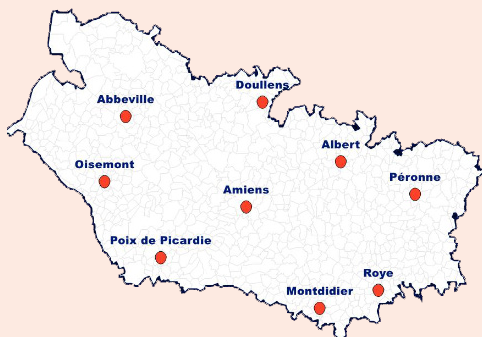 Doullens
Abbeville
Albert
Oisemont
Péronne
Amiens
Poix de Picardie
Roye
Montdidier